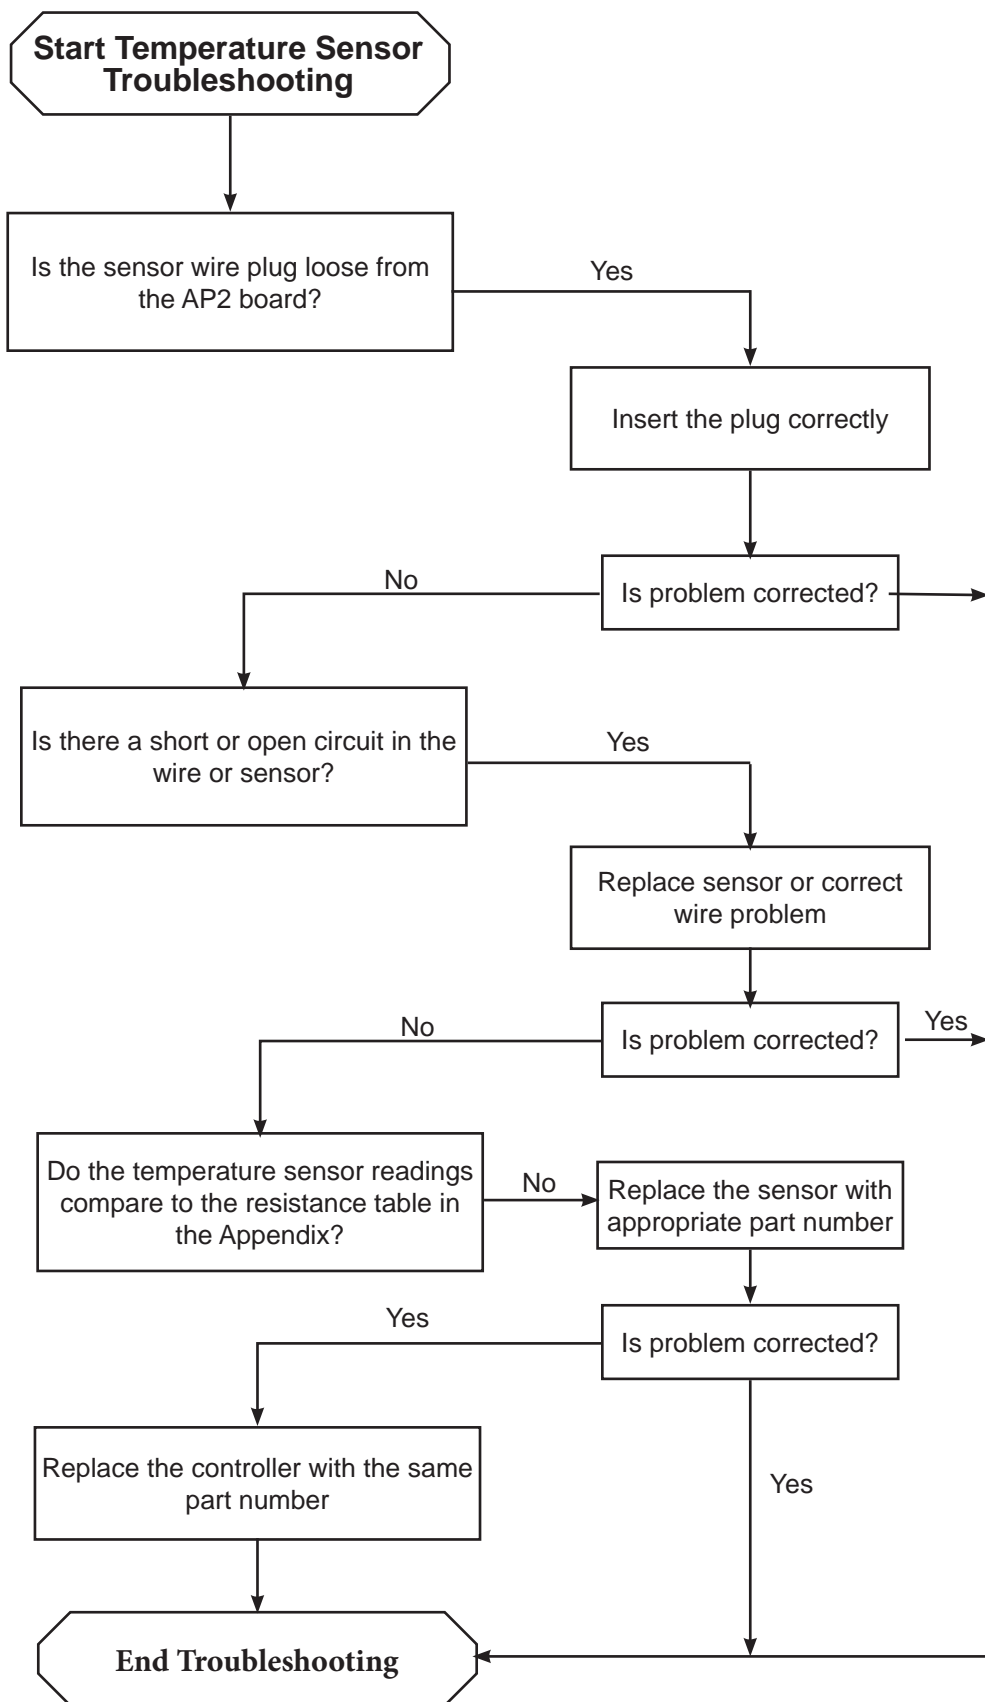 Start Temperature Sensor
Troubleshooting
Is the sensor wire plug loose from
the AP2 board?
Yes
Insert the plug correctly
Is problem corrected?
No
Is there a short or open circuit in the
wire or sensor?
Yes
Replace sensor or correct
wire problem
Is problem corrected?
Yes
No
Do the temperature sensor readings
compare to the resistance table in
the Appendix?
No
Replace the sensor with
appropriate part number
Is problem corrected?
Yes
Replace the controller with the same
part number
Yes
End Troubleshooting